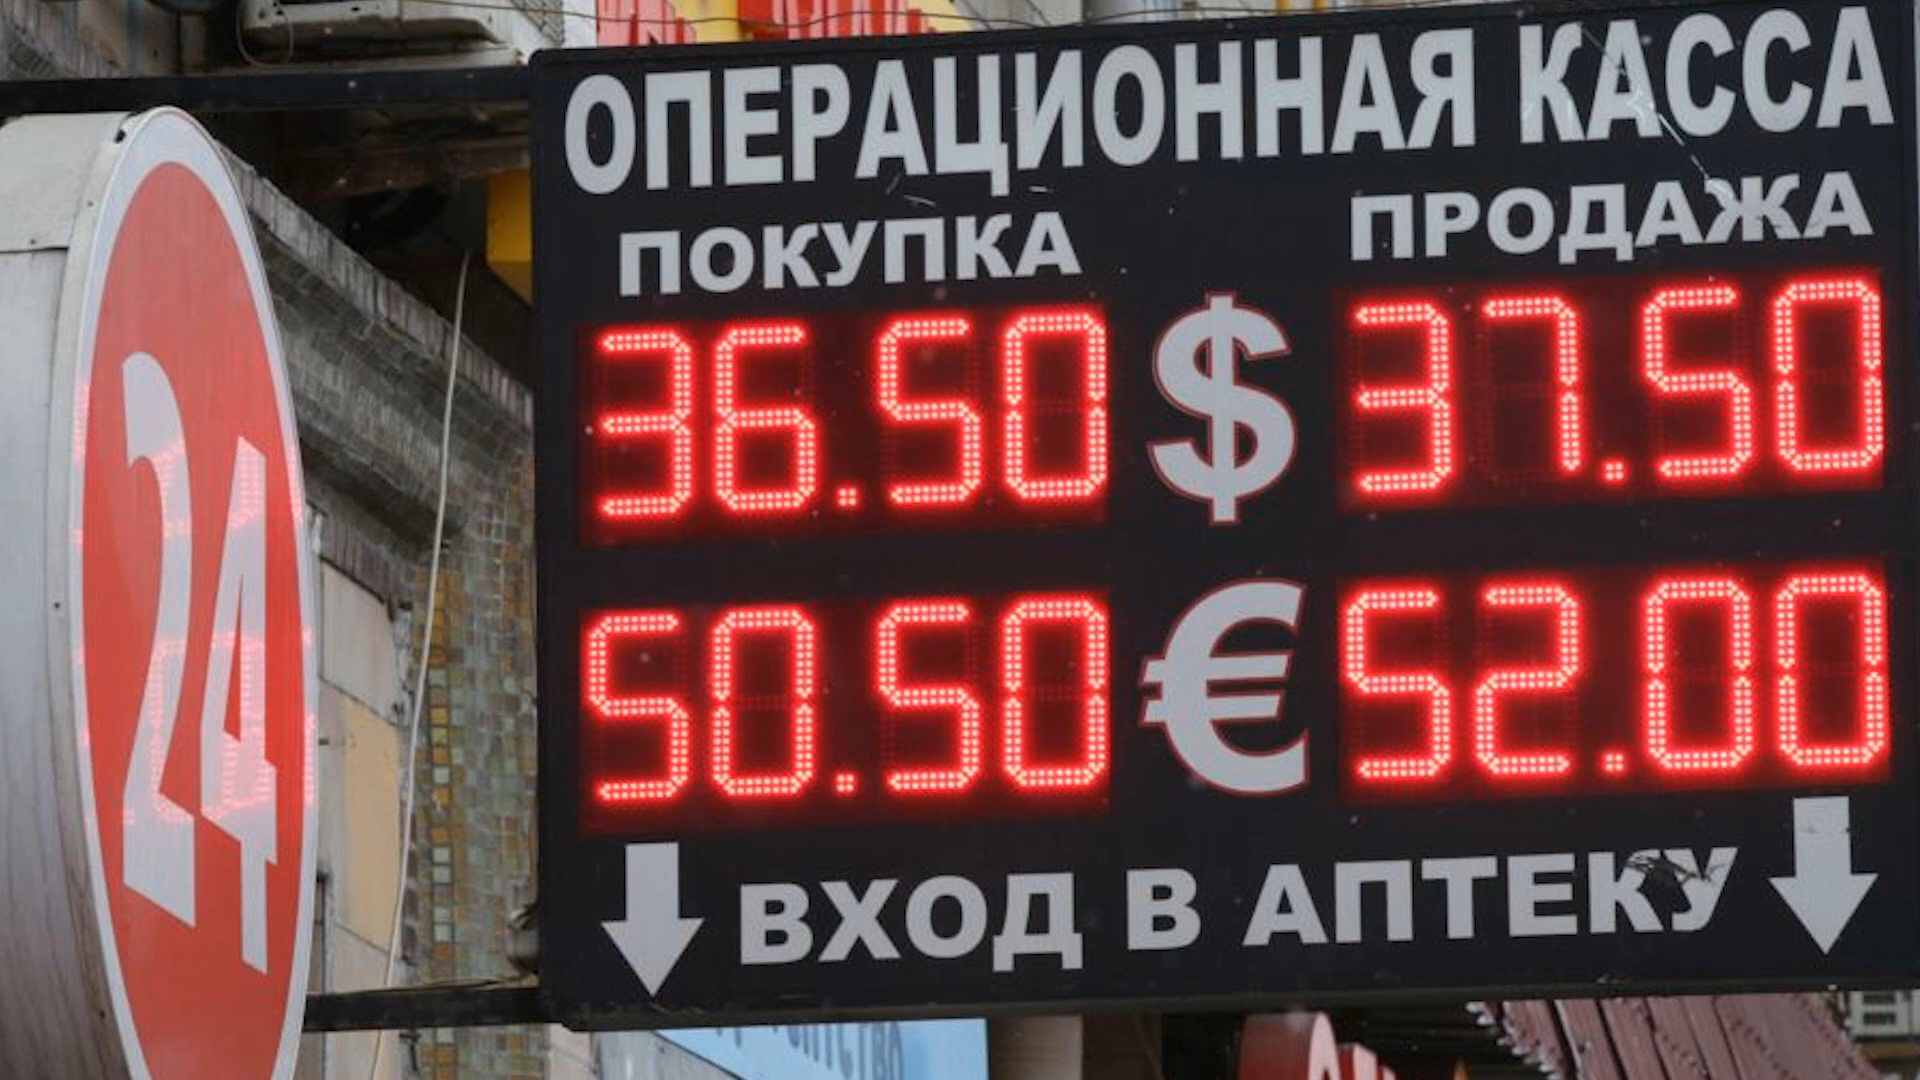 24
ОПЕРАЦИОННАЯ КАССА
ПОКУПКА ПРОДАЖА
36.50 $ 37.50
50.50 € 52.00
ВХОД В АПТЕКУ